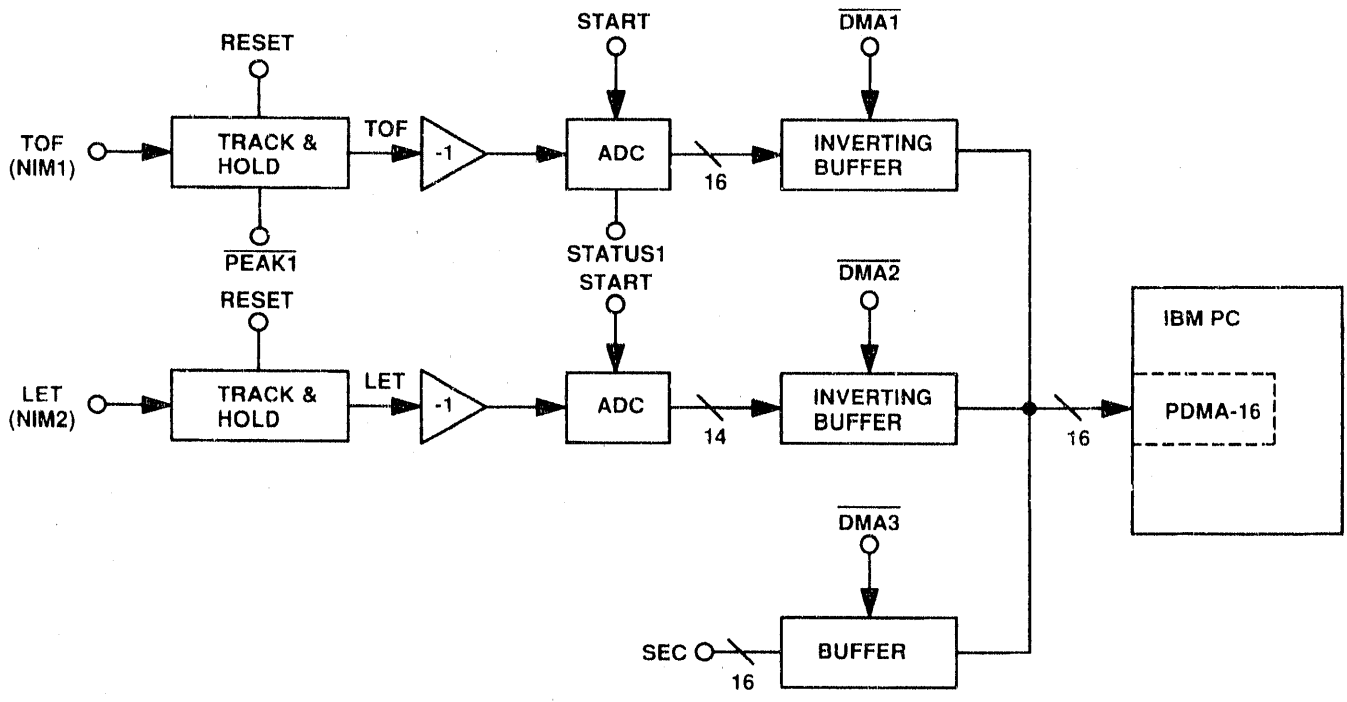 START
DMA1
RESET
TOF
(NIM1)
TRACK &
HOLD
TOF
-1
ADC
16
INVERTING
BUFFER
PEAK1
STATUS1
RESET
START
DMA2
IBM PC
LET
(NIM2)
TRACK &
HOLD
LET
-1
ADC
14
INVERTING
BUFFER
16
PDMA-16
DMA3
SEC
16
BUFFER